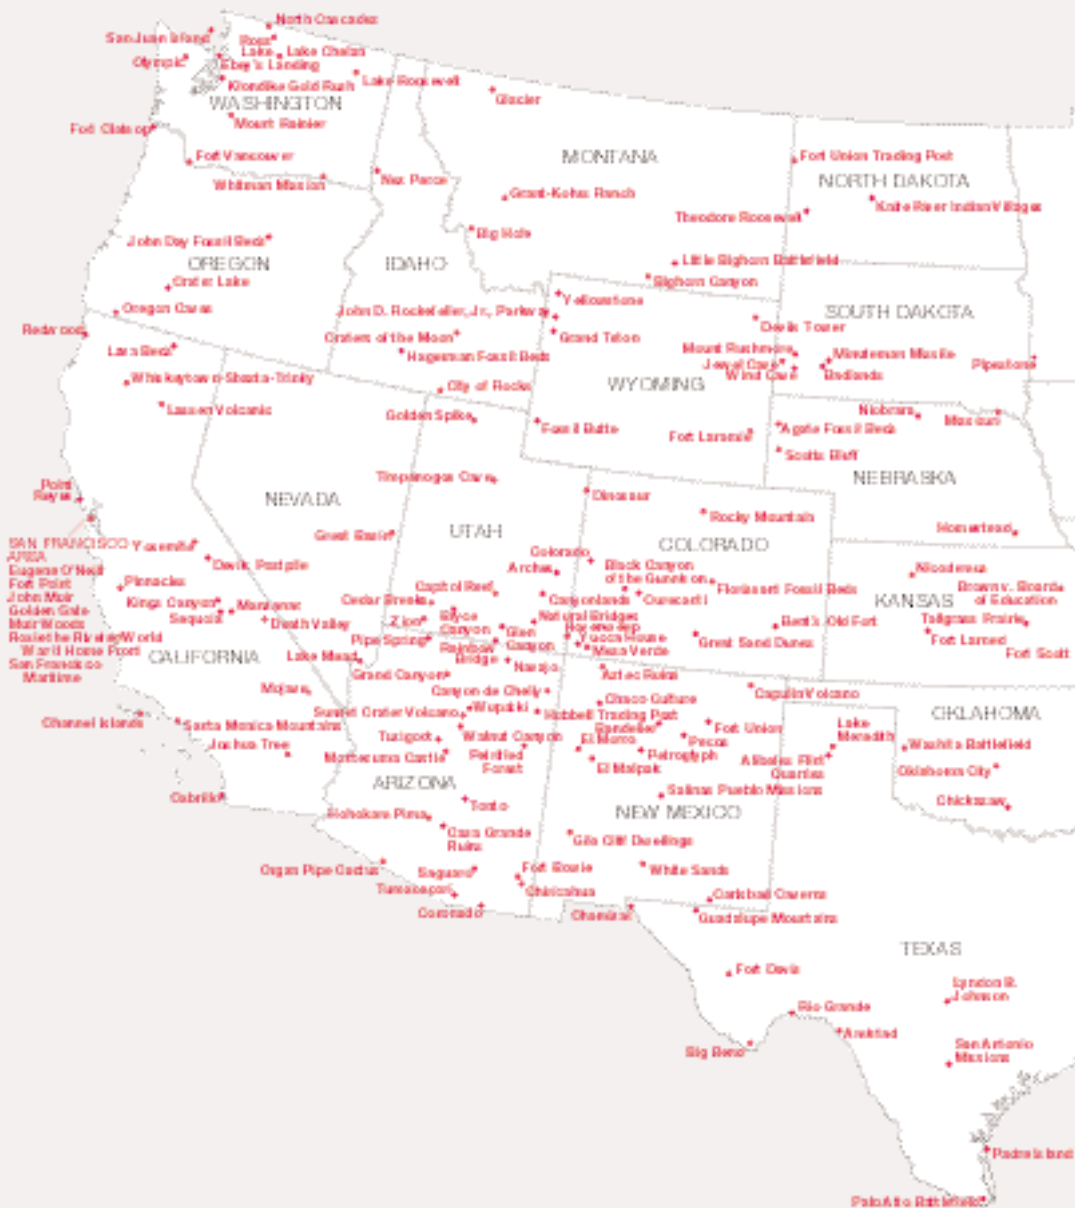 North Cascades
San Juan Island
Ross
Lake
Lake Chelan
Olympic
Ebey's Landing
Lake Roosevelt
Klondike Gold Rush
Glacier
WASHINGTON
Mount Rainier
Fort Clatsop
Fort Vancouver
MONTANA
Fort Union Trading Post
Whitman Mission
Nez Perce
NORTH DAKOTA
Grant-Kohrs Ranch
Knife River Indian Villages
Theodore Roosevelt
Big Hole
John Day Fossil Beds
OREGON
IDAHO
Little Bighorn Battlefield
Crater Lake
Bighorn Canyon
Yellowstone
Oregon Caves
John D. Rockefeller, Jr., Parkway
SOUTH DAKOTA
Redwood
Craters of the Moon
Grand Teton
Devils Tower
Lava Beds
Hagerman Fossil Beds
Mount Rushmore
Minuteman Missile
Jewel Cave
Wind Cave
Badlands
Pipestone
Whiskeytown-Shasta-Trinity
City of Rocks
WYOMING
Lassen Volcanic
Golden Spike
Niobrara
Missouri
Fossil Butte
Fort Laramie
Agate Fossil Beds
Scotts Bluff
Timpanogos Cave
NEBRASKA
Point
Reyes
NEVADA
Dinosaur
Rocky Mountain
Homestead
UTAH
Great Basin
SAN FRANCISCO
AREA
Eugene O'Neill
Fort Point
John Muir
Golden Gate
Muir Woods
Rosie the Riveter/World
War II Home Front
San Francisco
Maritime
Yosemite
COLORADO
Devils Postpile
Colorado
Arches
Black Canyon
of the Gunnison
Nicodemus
Pinnacles
Capitol Reef
Florissant Fossil Beds
Brown v. Board
of Education
Kings Canyon
Manzanar
Cedar Breaks
Canyonlands
Curecanti
KANSAS
Sequoia
Death Valley
Zion
Bryce
Canyon
Natural Bridges
Hovenweep
Bent's Old Fort
Tallgrass Prairie
Pipe Spring
Glen
Canyon
Yucca House
Great Sand Dunes
Fort Larned
Rainbow
Bridge
Mesa Verde
Fort Scott
CALIFORNIA
Lake Mead
Navajo
Grand Canyon
Aztec Ruins
Mojave
Canyon de Chelly
Capulin Volcano
Chaco Culture
Channel Islands
Santa Monica Mountains
Sunset Crater Volcano
Wupatki
Hubbell Trading Post
OKLAHOMA
Bandelier
Fort Union
Lake
Meredith
Joshua Tree
Tuzigoot
Walnut Canyon
El Morro
Pecos
Washita Battlefield
Montezuma Castle
Petrified
Forest
Petroglyph
Alibates Flint
Quarries
El Malpais
Oklahoma City
ARIZONA
Cabrillo
Salinas Pueblo Missions
Chickasaw
Tonto
NEW MEXICO
Hohokam Pima
Casa Grande
Ruins
Gila Cliff Dwellings
Organ Pipe Cactus
Saguaro
Fort Bowie
White Sands
Tumacacori
Chiricahua
Carlsbad Caverns
Coronado
Chamizal
Guadalupe Mountains
TEXAS
Fort Davis
Lyndon B.
Johnson
Rio Grande
Amistad
Big Bend
San Antonio
Missions
Padre Island
Palo Alto Battlefield